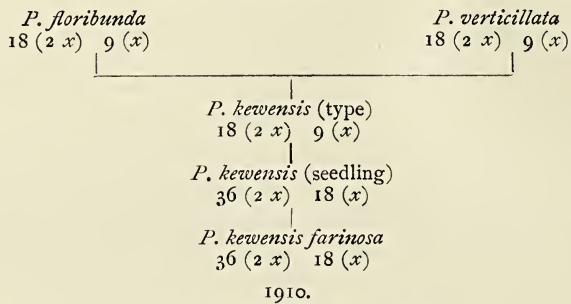 P. floribunda P. verticillata
18 (2 x) 9 (x) 18 (2 x) 9 (x)
P. kewensis (type)
18 (2 x) 9 (x)
P. kewensis (seedling)
36 (2 x) 18 (x)
P. kewensis farinosa
36 (2 x) 18 (x)
1910.